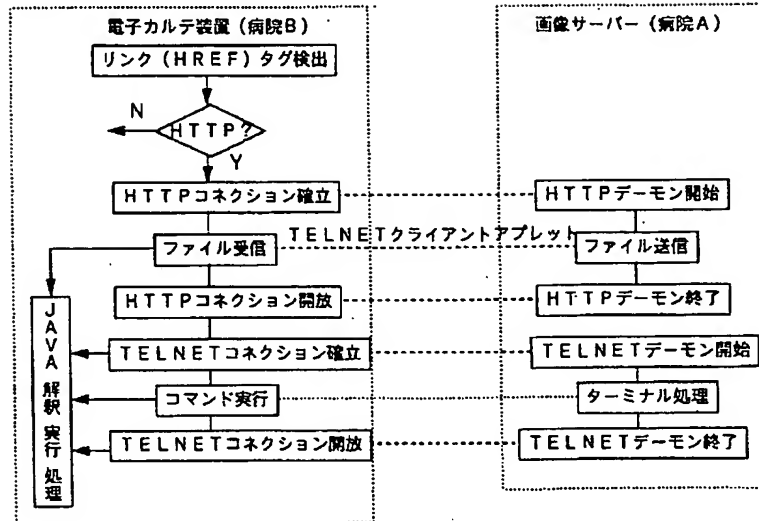 電子カルテ装置(病院B)
画像サーバー(病院A)
リンク(HREF)タグ検出
N
HTTP?
Y
HTTPコネクション確立
HTTPデーモン開始
TELNETクライアントアプレット
ファイル受信
ファイル送信
HTTPコネクション開放
HTTPデーモン終了
JAVA解釈実行処理
TELNETコネクション確立
TELNETデーモン開始
コマンド実行
ターミナル処理
TELNETコネクション開放
TELNETデーモン終了